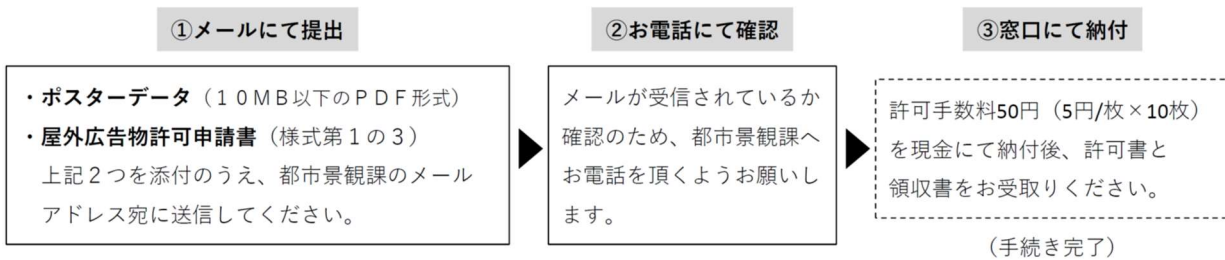 ①メールにて提出
・ポスターデータ（１０ＭＢ以下のＰＤＦ形式）
・屋外広告物許可申請書（様式第１の３）
上記２つを添付のうえ、都市景観課のメール
アドレス宛に送信してください。
②お電話にて確認
メールが受信されているか
確認のため、都市景観課へ
お電話を頂くようお願いし
ます。
③窓口にて納付
許可手数料50円（5円/枚×10枚）
を現金にて納付後、許可書と
領収書をお受取りください。
（手続き完了）